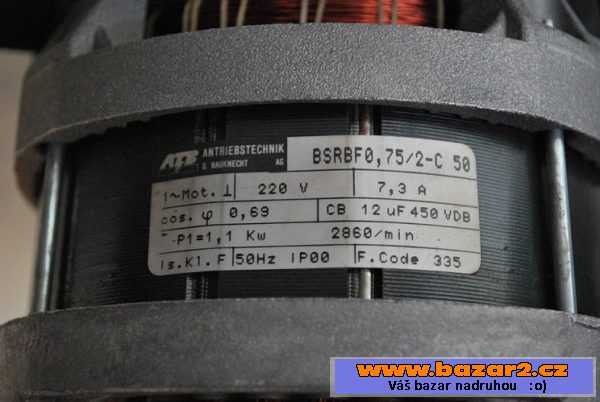 ATB ANTRIEBSTECHNIK
G. BAUKNECHT AG
BSRBF0,75/2-C 50
1~Mot. ⊥ 220 V 7,3 A
cos. φ 0,69 CB 12 uF 450 VDB
P1=1,1 Kw 2860/min
Is.Kl.F 50Hz IP00 F.Code 335
www.bazar2.cz
Váš bazar nadruhou :o)